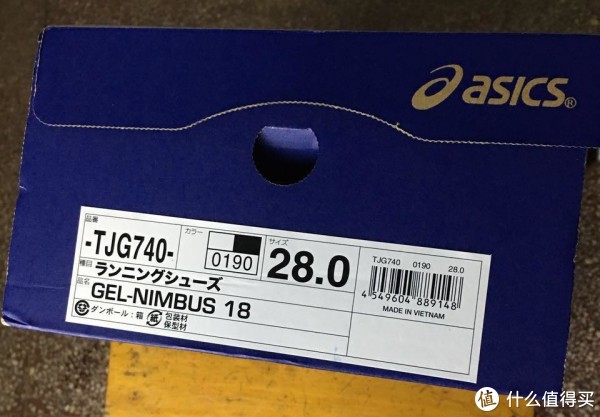 asics®
品番
-TJG740-
カラー
0190
サイズ
28.0
種目
ランニングシューズ
品名
GEL-NIMBUS 18
ダンボール：箱 紙 包装材 保型材
TJG740 0190 28.0
4 549604 889148
MADE IN VIETNAM
值 什么值得买